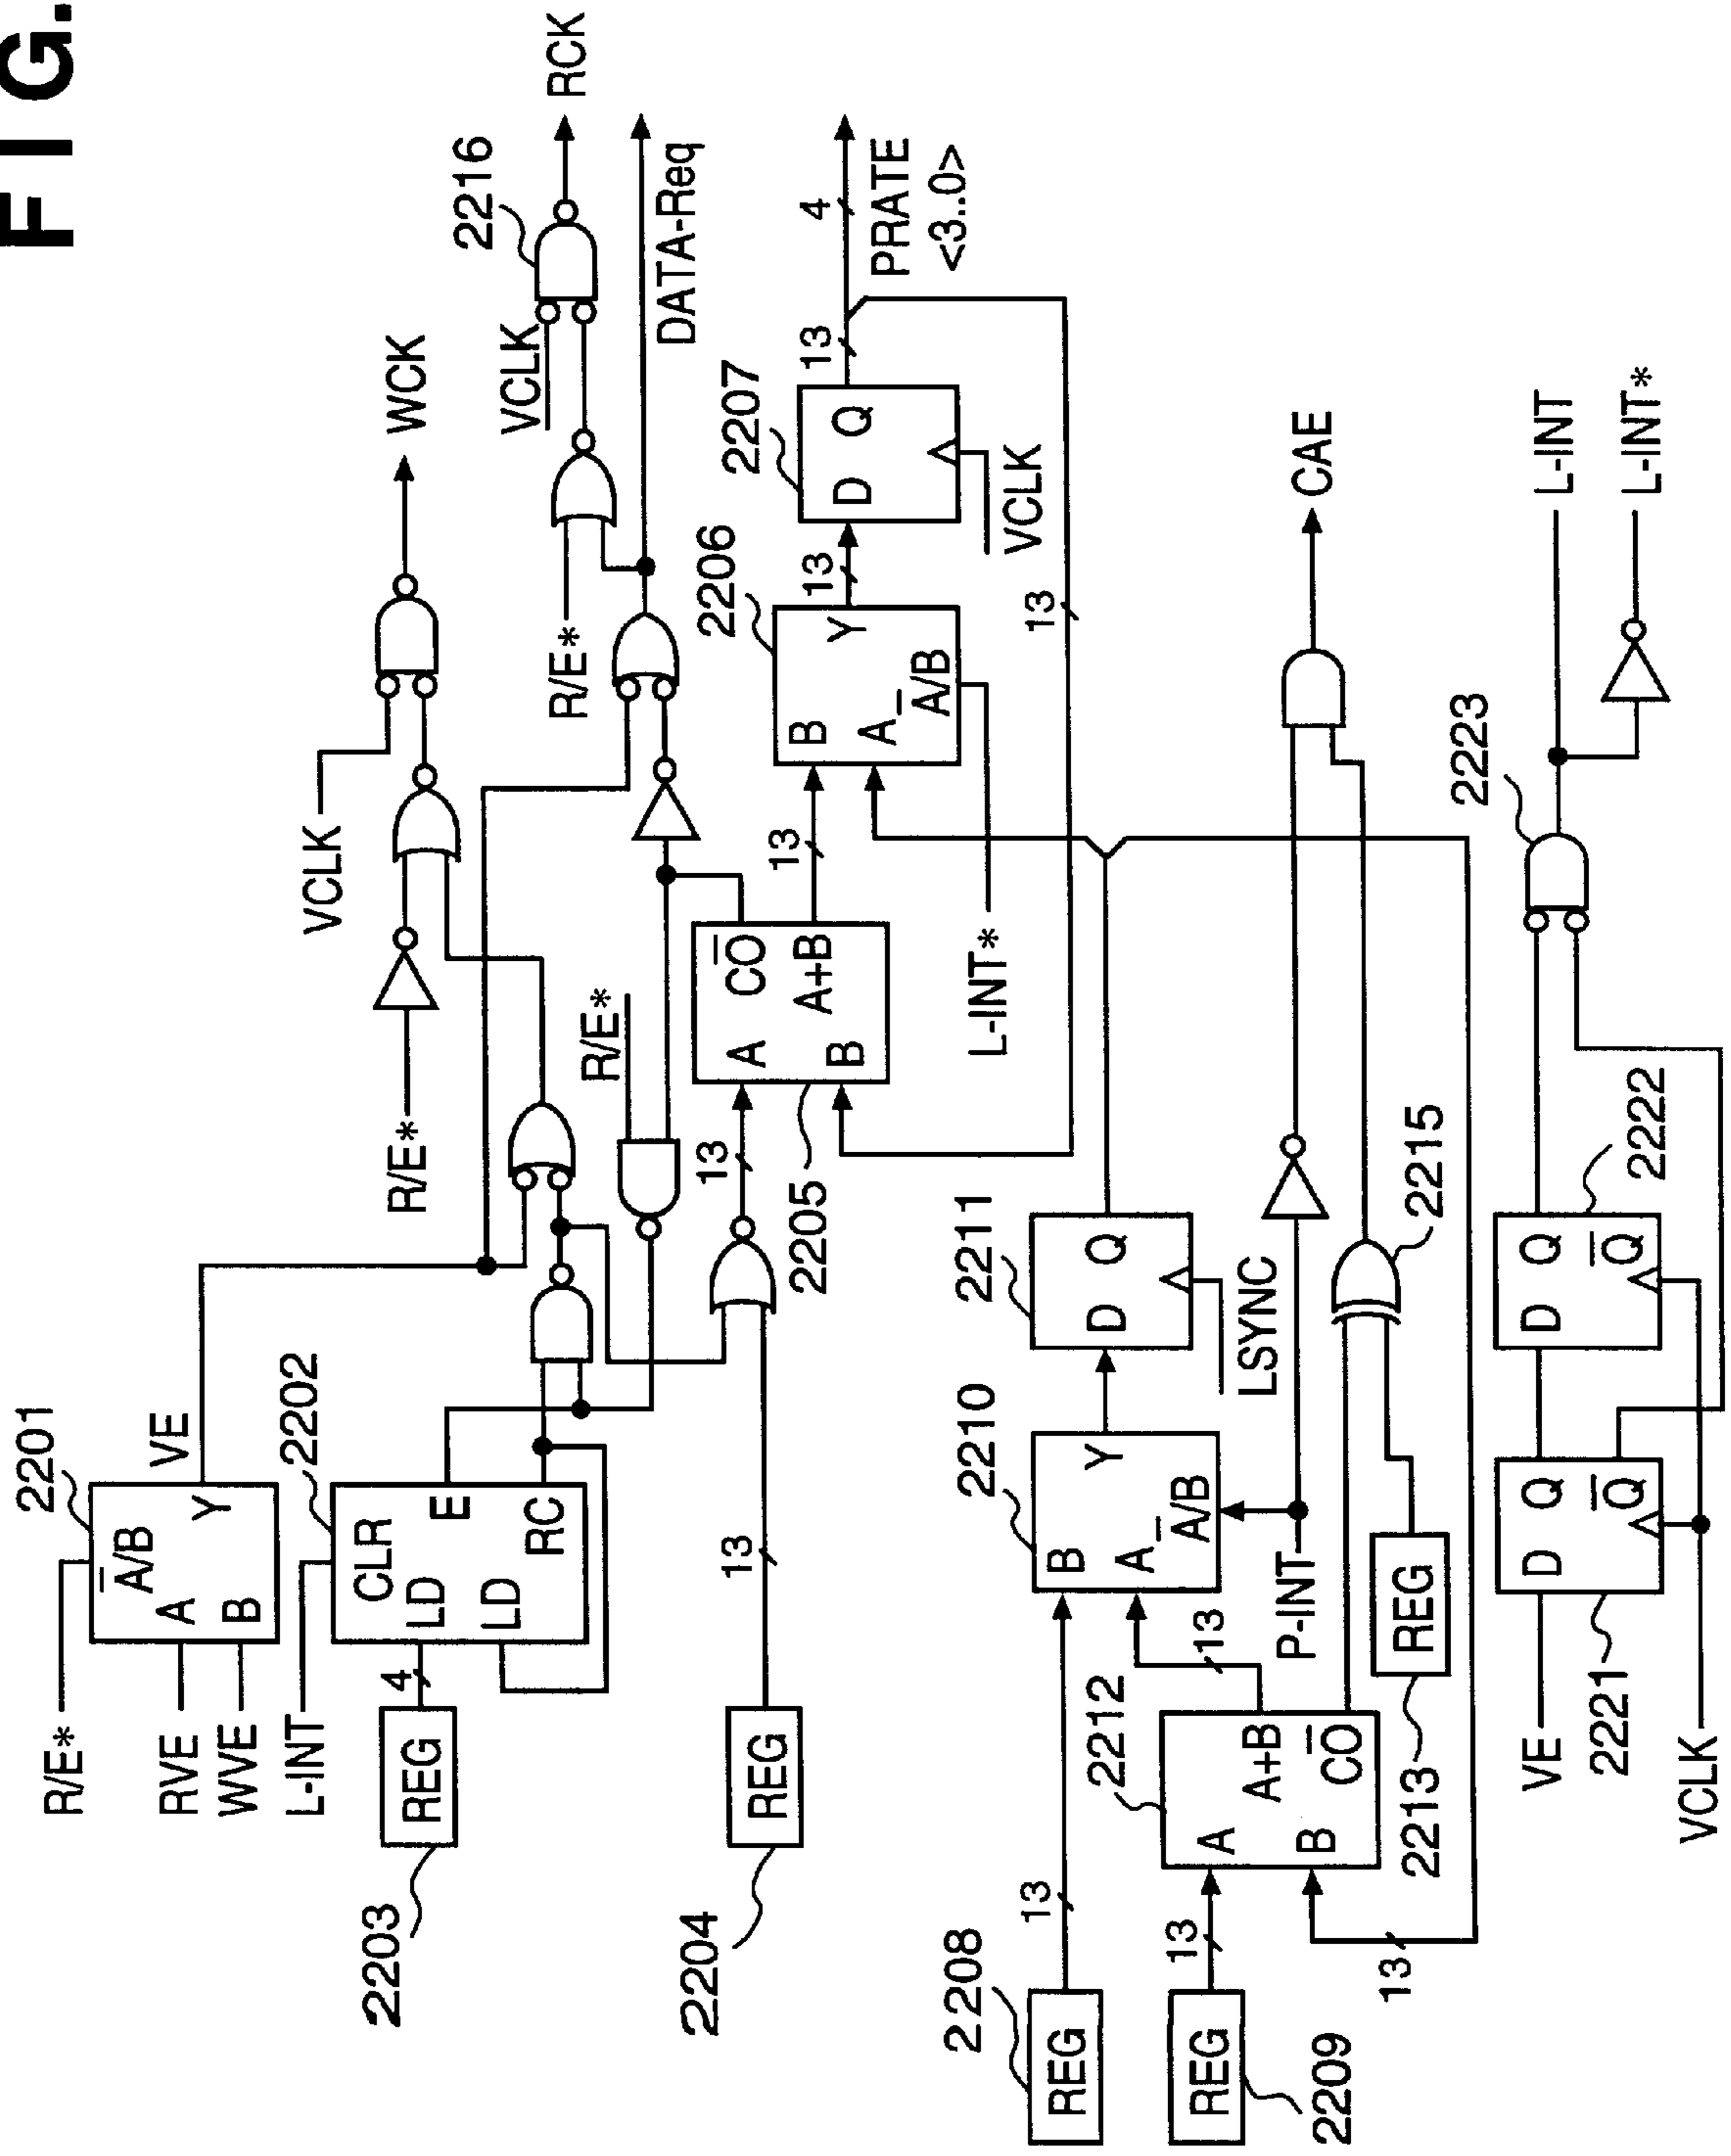 FIG.
2201
R/E*
A̅/B
A
Y
B
VE
RVE
WVE
L-INT
2202
CLR
LD
E
LD
RC
4
REG
2203
REG
2204
13
R/E*
VCLK
WCK
R/E*
VCLK
2216
RCK
R/E*
DATA-Req
13
2205
A
C̅O̅
A+B
B
13
2206
B
Y
A
A̅/B
L-INT*
13
2207
D
Q
VCLK
13
4
PRATE
<3..0>
13
2208
REG
13
2209
REG
13
13
2212
A
A+B
B
C̅O̅
13
2210
B
Y
A
A̅/B
P-INT
2211
D
Q
LSYNC
2213
REG
2215
CAE
VE
2221
D
Q
Q̅
VCLK
2222
D
Q
Q̅
2223
L-INT
L-INT*